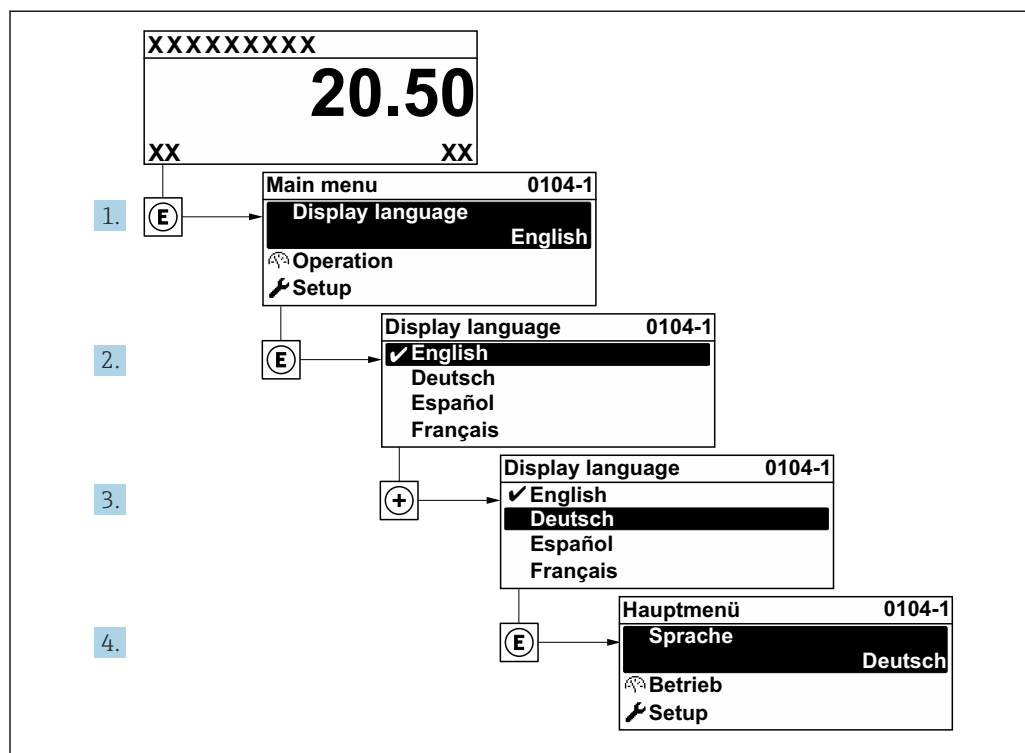 XXXXXXXXX
20.50
XX XX
1. E
Main menu 0104-1
Display language
English
Operation
Setup
2. E
Display language 0104-1
✔English
Deutsch
Español
Français
3. +
Display language 0104-1
✔English
Deutsch
Español
Français
4. E
Hauptmenü 0104-1
Sprache
Deutsch
Betrieb
Setup